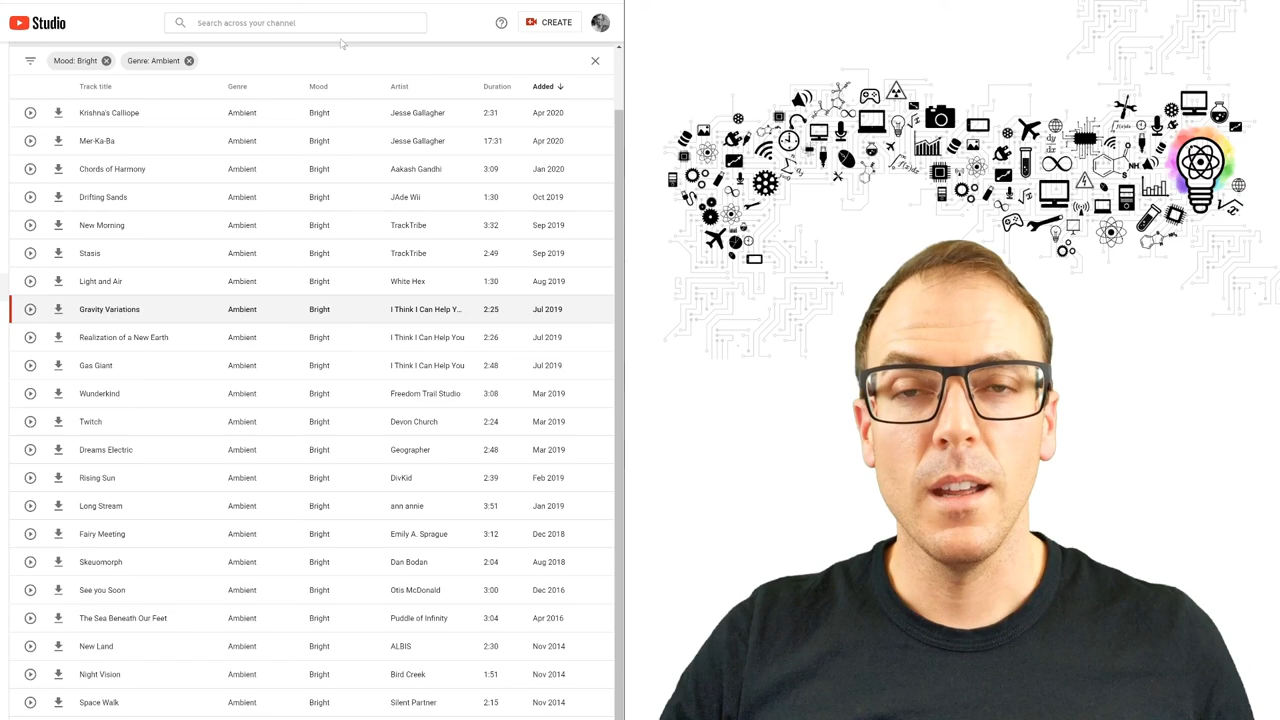 Studio
Search across your channel
CREATE
Mood: Bright
Genre: Ambient
Track title Genre Mood Artist Duration Added
Krishna's Calliope Ambient Bright Jesse Gallagher 2:31 Apr 2020
Mer-Ka-Ba Ambient Bright Jesse Gallagher 17:31 Apr 2020
Chords of Harmony Ambient Bright Aakash Gandhi 3:09 Jan 2020
Drifting Sands Ambient Bright JAde Wii 1:30 Oct 2019
New Morning Ambient Bright TrackTribe 3:32 Sep 2019
Stasis Ambient Bright TrackTribe 2:49 Sep 2019
Light and Air Ambient Bright White Hex 1:30 Aug 2019
Gravity Variations Ambient Bright I Think I Can Help Y... 2:25 Jul 2019
Realization of a New Earth Ambient Bright I Think I Can Help You 2:26 Jul 2019
Gas Giant Ambient Bright I Think I Can Help You 2:48 Jul 2019
Wunderkind Ambient Bright Freedom Trail Studio 3:08 Mar 2019
Twitch Ambient Bright Devon Church 2:24 Mar 2019
Dreams Electric Ambient Bright Geographer 2:48 Mar 2019
Rising Sun Ambient Bright DivKid 2:39 Feb 2019
Long Stream Ambient Bright ann annie 3:51 Jan 2019
Fairy Meeting Ambient Bright Emily A. Sprague 3:12 Dec 2018
Skeuomorph Ambient Bright Dan Bodan 2:04 Aug 2018
See you Soon Ambient Bright Otis McDonald 3:00 Dec 2016
The Sea Beneath Our Feet Ambient Bright Puddle of Infinity 3:04 Apr 2016
New Land Ambient Bright ALBIS 2:30 Nov 2014
Night Vision Ambient Bright Bird Creek 1:51 Nov 2014
Space Walk Ambient Bright Silent Partner 2:15 Nov 2014